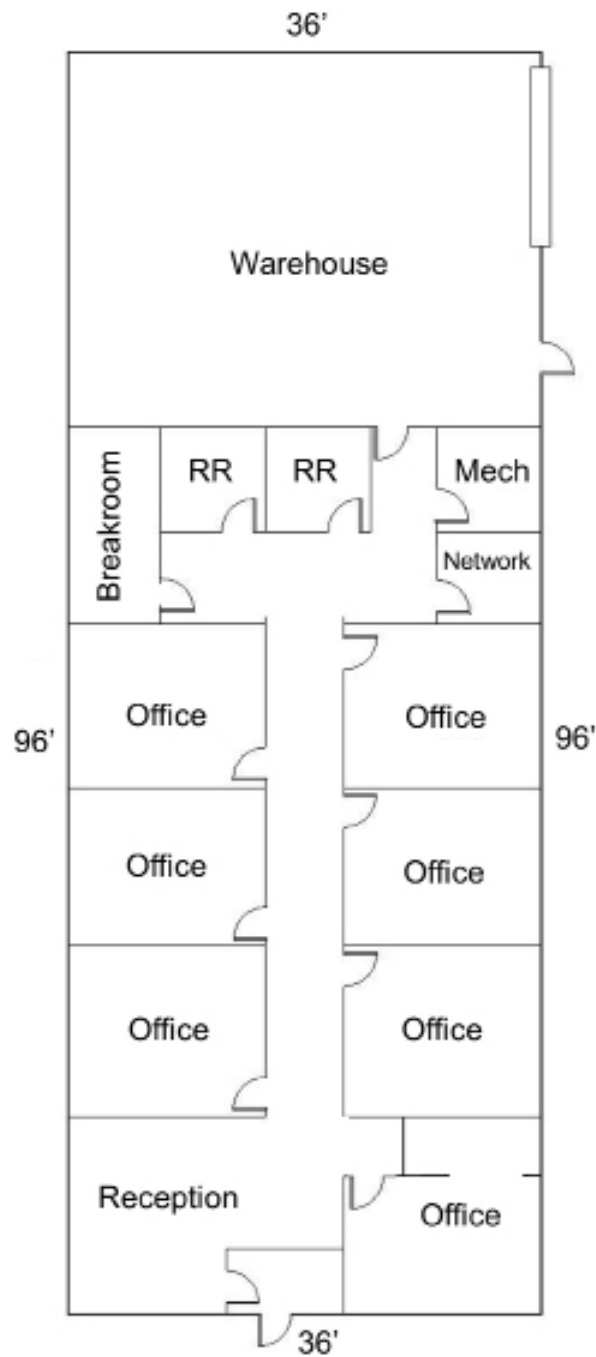 36'
Warehouse
RR
RR
Mech
Breakroom
Network
Office
Office
96'
96'
Office
Office
Office
Office
Reception
Office
36'